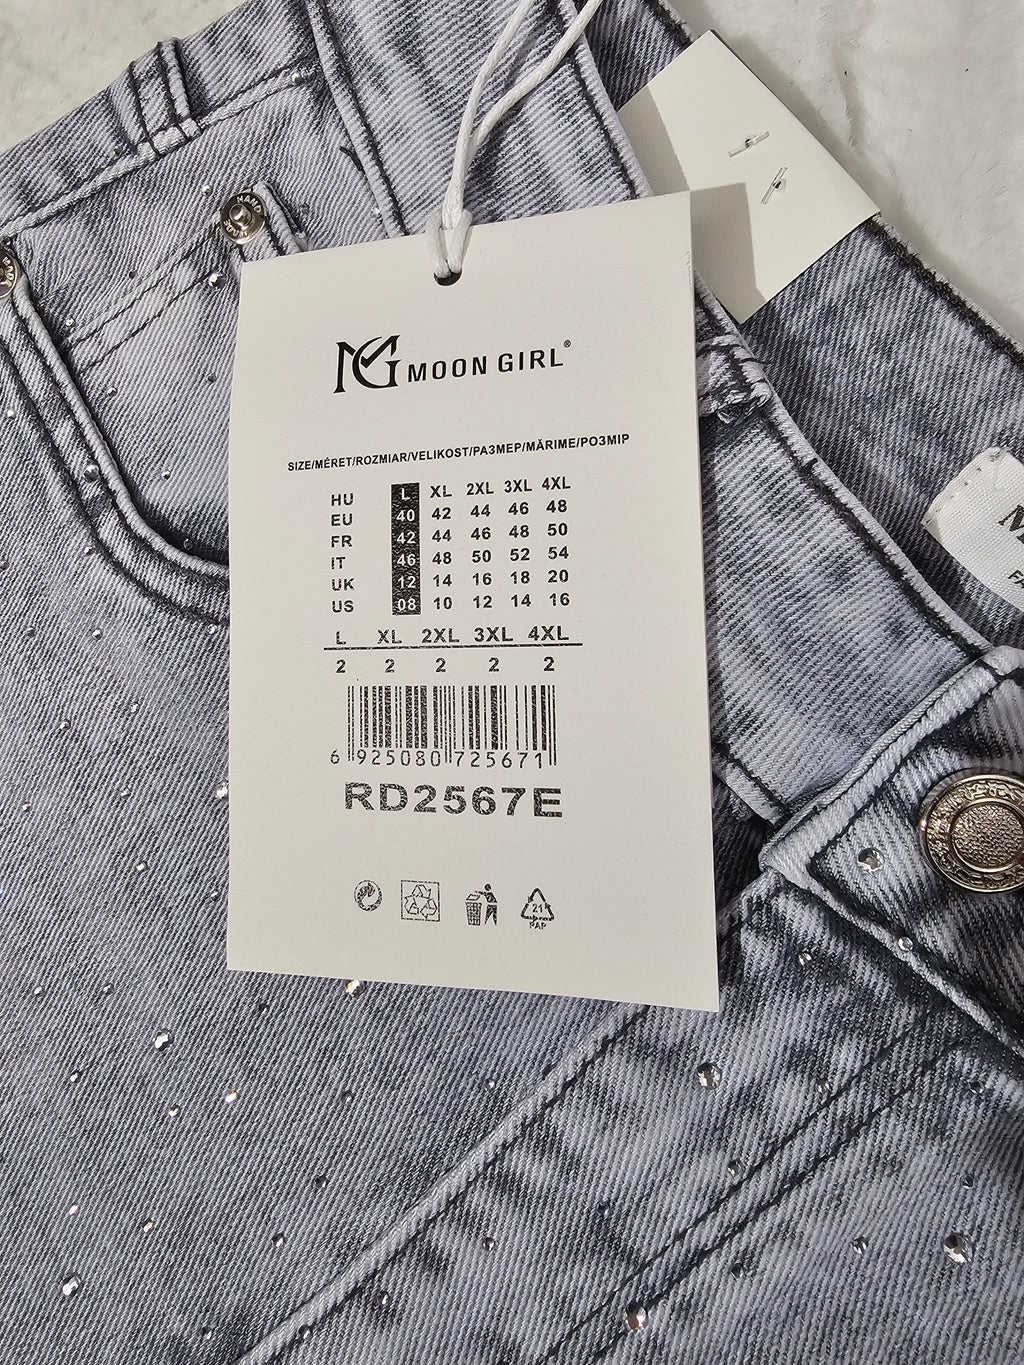 MG MOON GIRL®
SIZE/MÉRET/ROZMIAR/VELIKOST/РАЗМЕР/MĂRIME/РОЗМІР
HU L XL 2XL 3XL 4XL
EU 40 42 44 46 48
FR 42 44 46 48 50
IT 46 48 50 52 54
UK 12 14 16 18 20
US 08 10 12 14 16
L XL 2XL 3XL 4XL
2 2 2 2 2
6 925080 725671
RD2567E
21
PAP